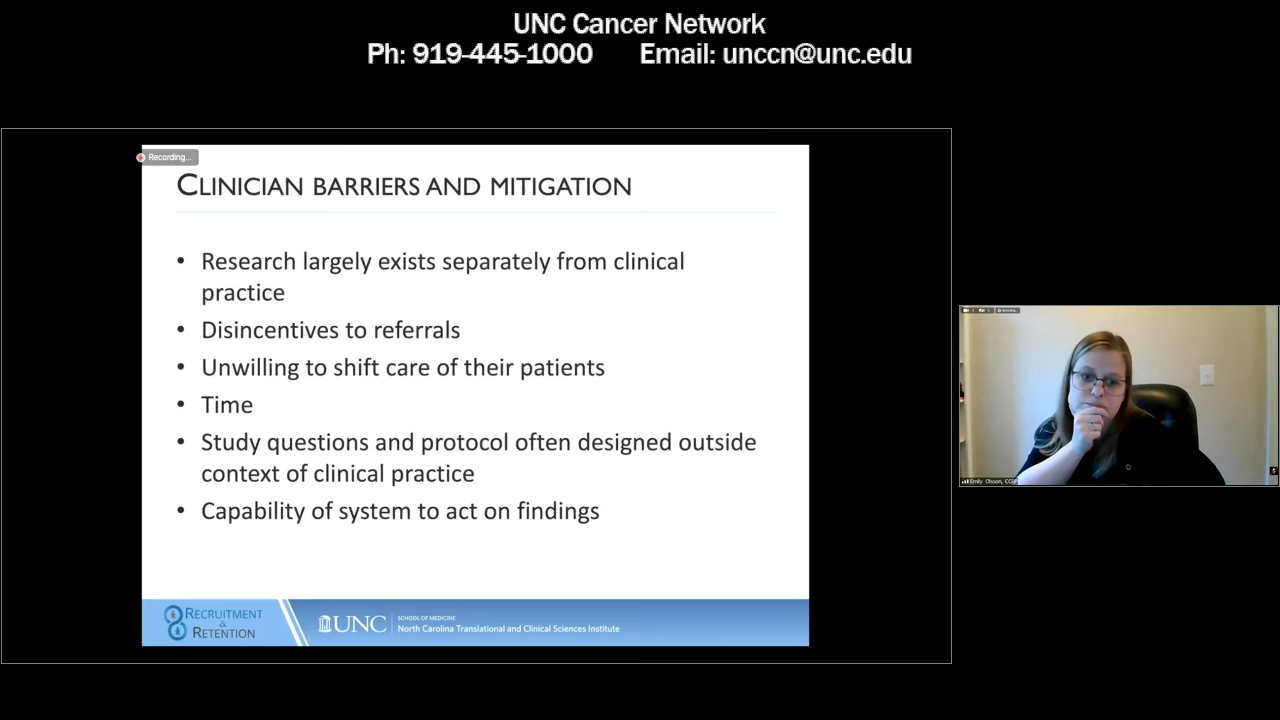 UNC Cancer Network
Ph: 919-445-1000 Email: unccn@unc.edu
Recording...
CLINICIAN BARRIERS AND MITIGATION
• Research largely exists separately from clinical
practice
• Disincentives to referrals
• Unwilling to shift care of their patients
• Time
• Study questions and protocol often designed outside
context of clinical practice
• Capability of system to act on findings
RECRUITMENT
&
RETENTION
UNC
SCHOOL OF MEDICINE
North Carolina Translational and Clinical Sciences Institute
Recording...
Emily Olsson,